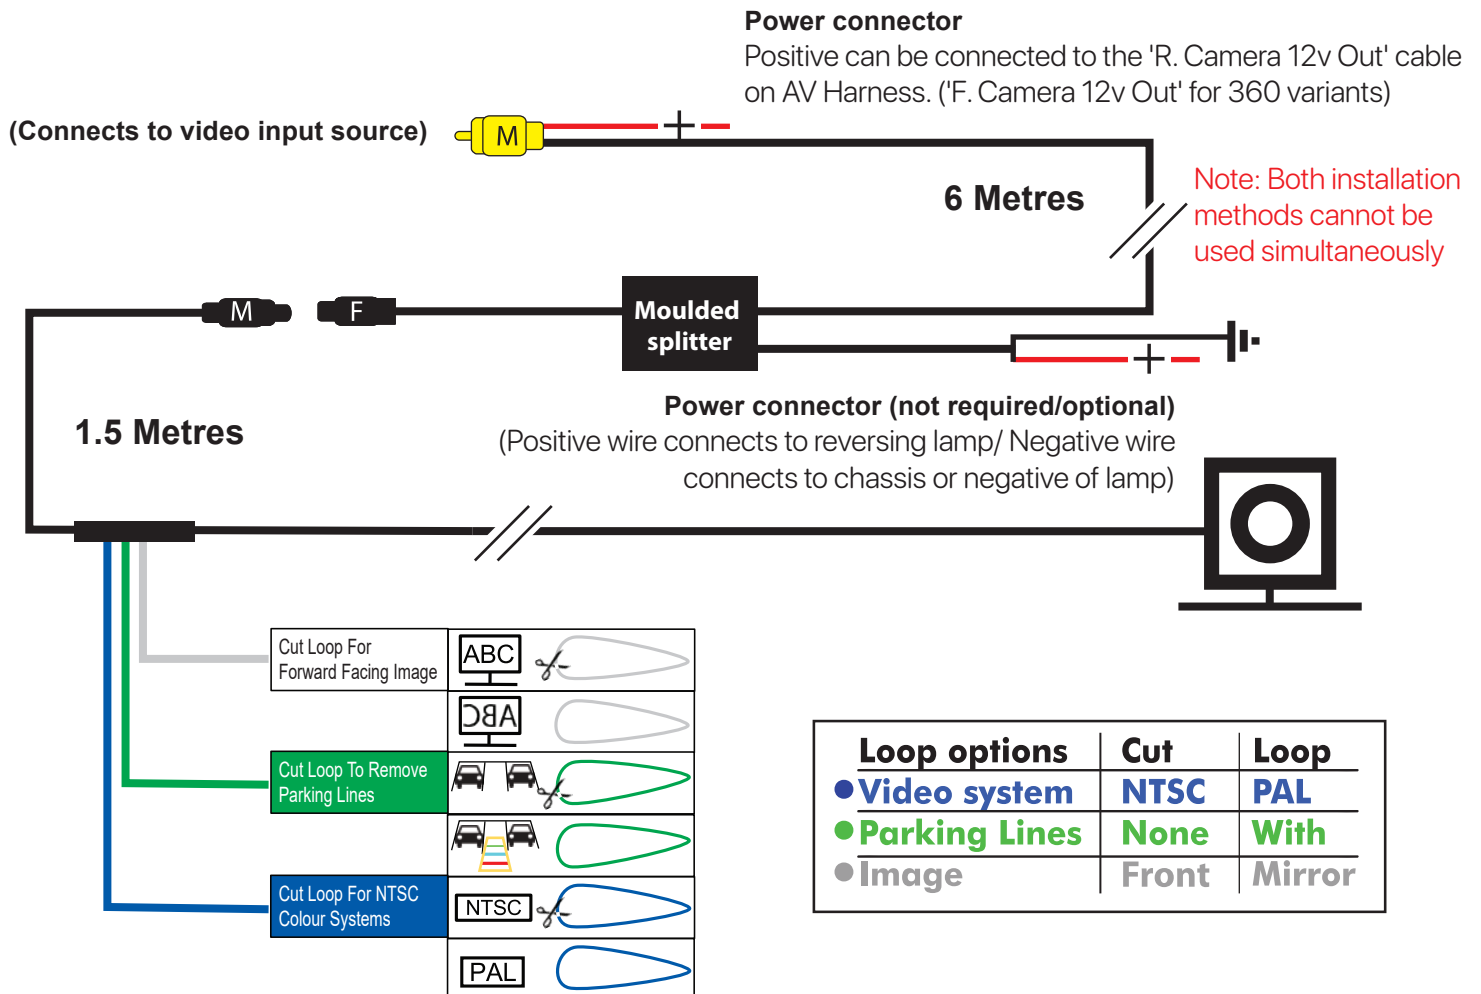 Power connector
Positive can be connected to the 'R. Camera 12v Out' cable
on AV Harness. ('F. Camera 12v Out' for 360 variants)
(Connects to video input source)
M
6 Metres
Note: Both installation
methods cannot be
used simultaneously
M
F
Moulded
splitter
1.5 Metres
Power connector (not required/optional)
(Positive wire connects to reversing lamp/ Negative wire
connects to chassis or negative of lamp)
Cut Loop For
Forward Facing Image
ABC
ABC
Cut Loop To Remove
Parking Lines
Cut Loop For NTSC
Colour Systems
NTSC
PAL
Loop options Cut Loop
Video system NTSC PAL
Parking Lines None With
Image Front Mirror